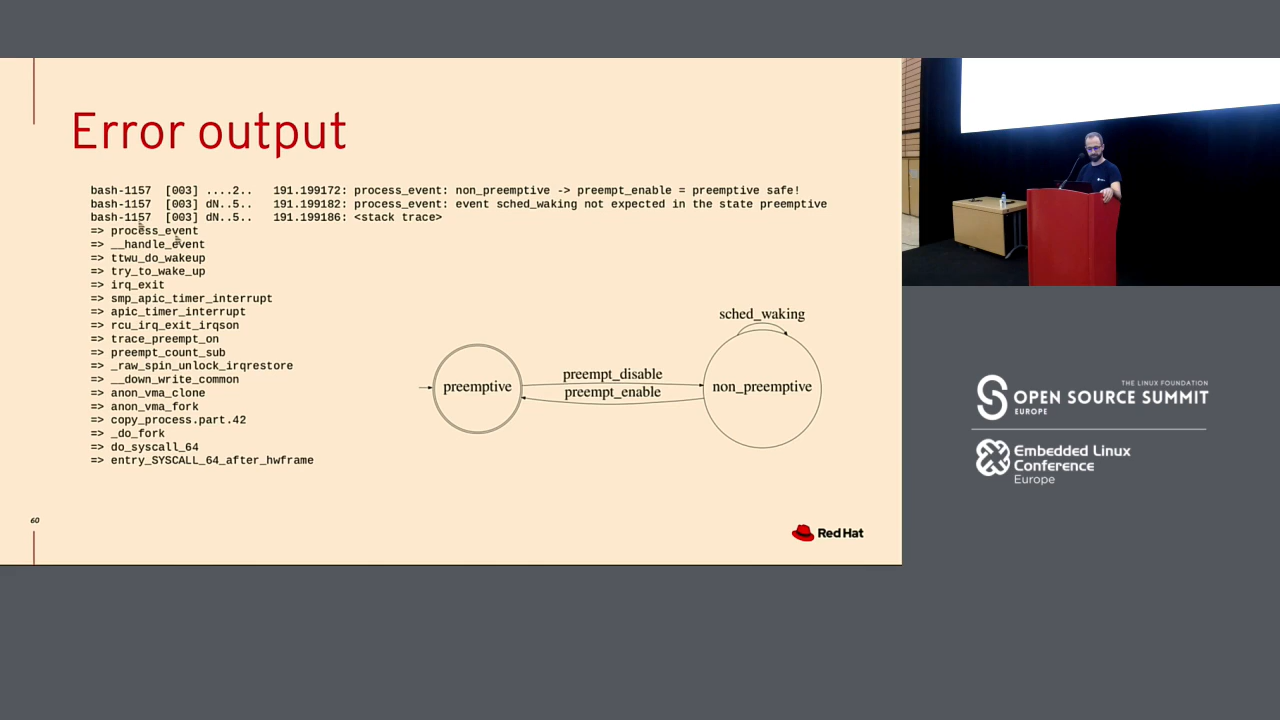 Error output
bash-1157  [003] ....2..   191.199172: process_event: non_preemptive -> preempt_enable = preemptive safe!
bash-1157  [003] dN..5..   191.199182: process_event: event sched_waking not expected in the state preemptive
bash-1157  [003] dN..5..   191.199186: <stack trace>
=> process_event
=> __handle_event
=> ttwu_do_wakeup
=> try_to_wake_up
=> irq_exit
=> smp_apic_timer_interrupt
=> apic_timer_interrupt
=> rcu_irq_exit_irqson
=> trace_preempt_on
=> preempt_count_sub
=> _raw_spin_unlock_irqrestore
=> __down_write_common
=> anon_vma_clone
=> anon_vma_fork
=> copy_process.part.42
=> _do_fork
=> do_syscall_64
=> entry_SYSCALL_64_after_hwframe
sched_waking
preemptive
preempt_disable
preempt_enable
non_preemptive
60
Red Hat
THE LINUX FOUNDATION
OPEN SOURCE SUMMIT
EUROPE
Embedded Linux
Conference
Europe